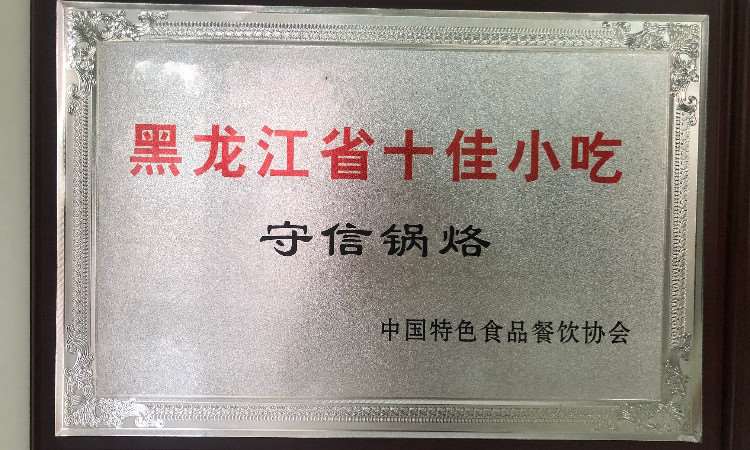 黑龙江省十佳小吃
守信锅烙
中国特色食品餐饮协会